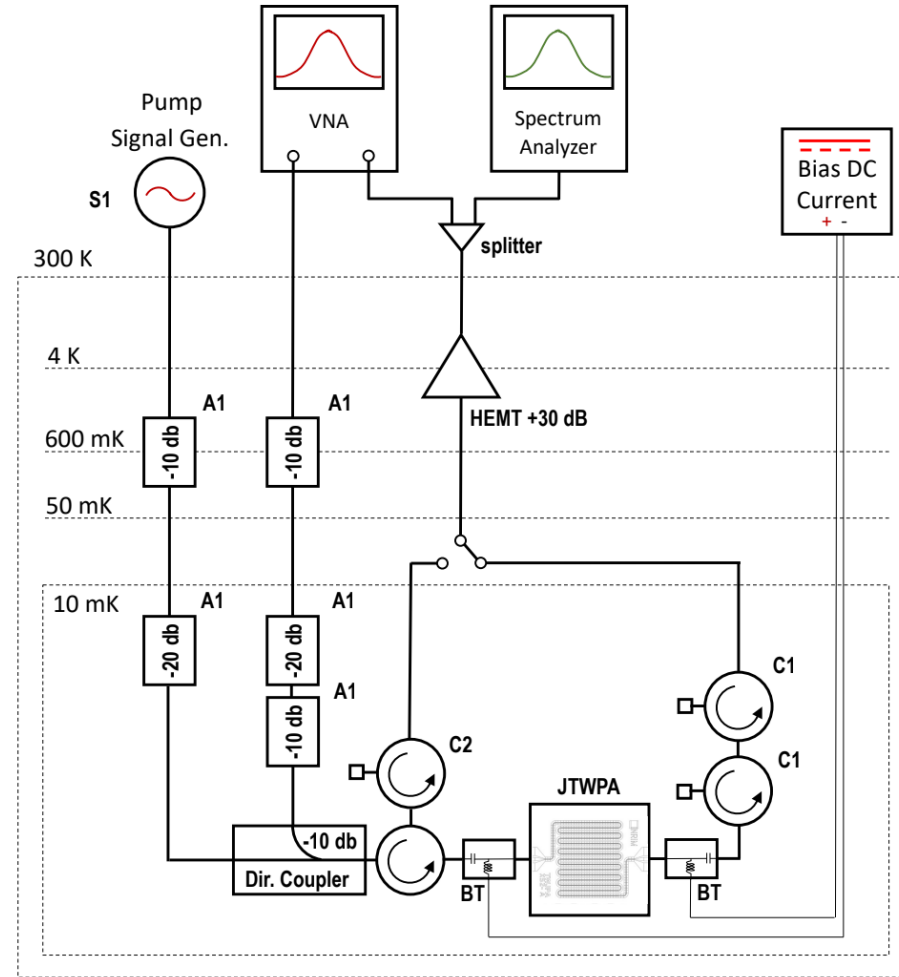 Pump
Signal Gen.
S1
VNA
Spectrum
Analyzer
Bias DC
Current
+ -
splitter
300 K
4 K
HEMT +30 dB
A1
-10 db
A1
-10 db
600 mK
50 mK
10 mK
A1
-20 db
A1
-20 db
A1
-10 db
C1
C1
C2
JTWPA
-10 db
Dir. Coupler
BT
BT